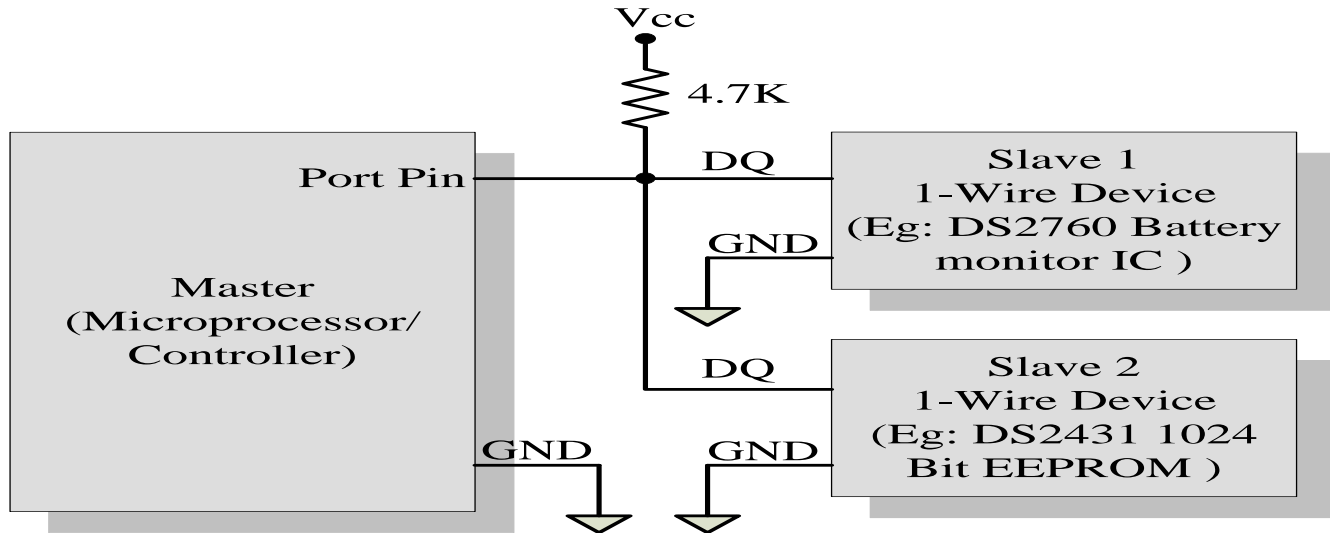 Vcc
4.7K
Port Pin
DQ
Slave 1
1-Wire Device
(Eg: DS2760 Battery
monitor IC )
GND
Master
(Microprocessor/
Controller)
DQ
Slave 2
1-Wire Device
(Eg: DS2431 1024
Bit EEPROM )
GND
GND